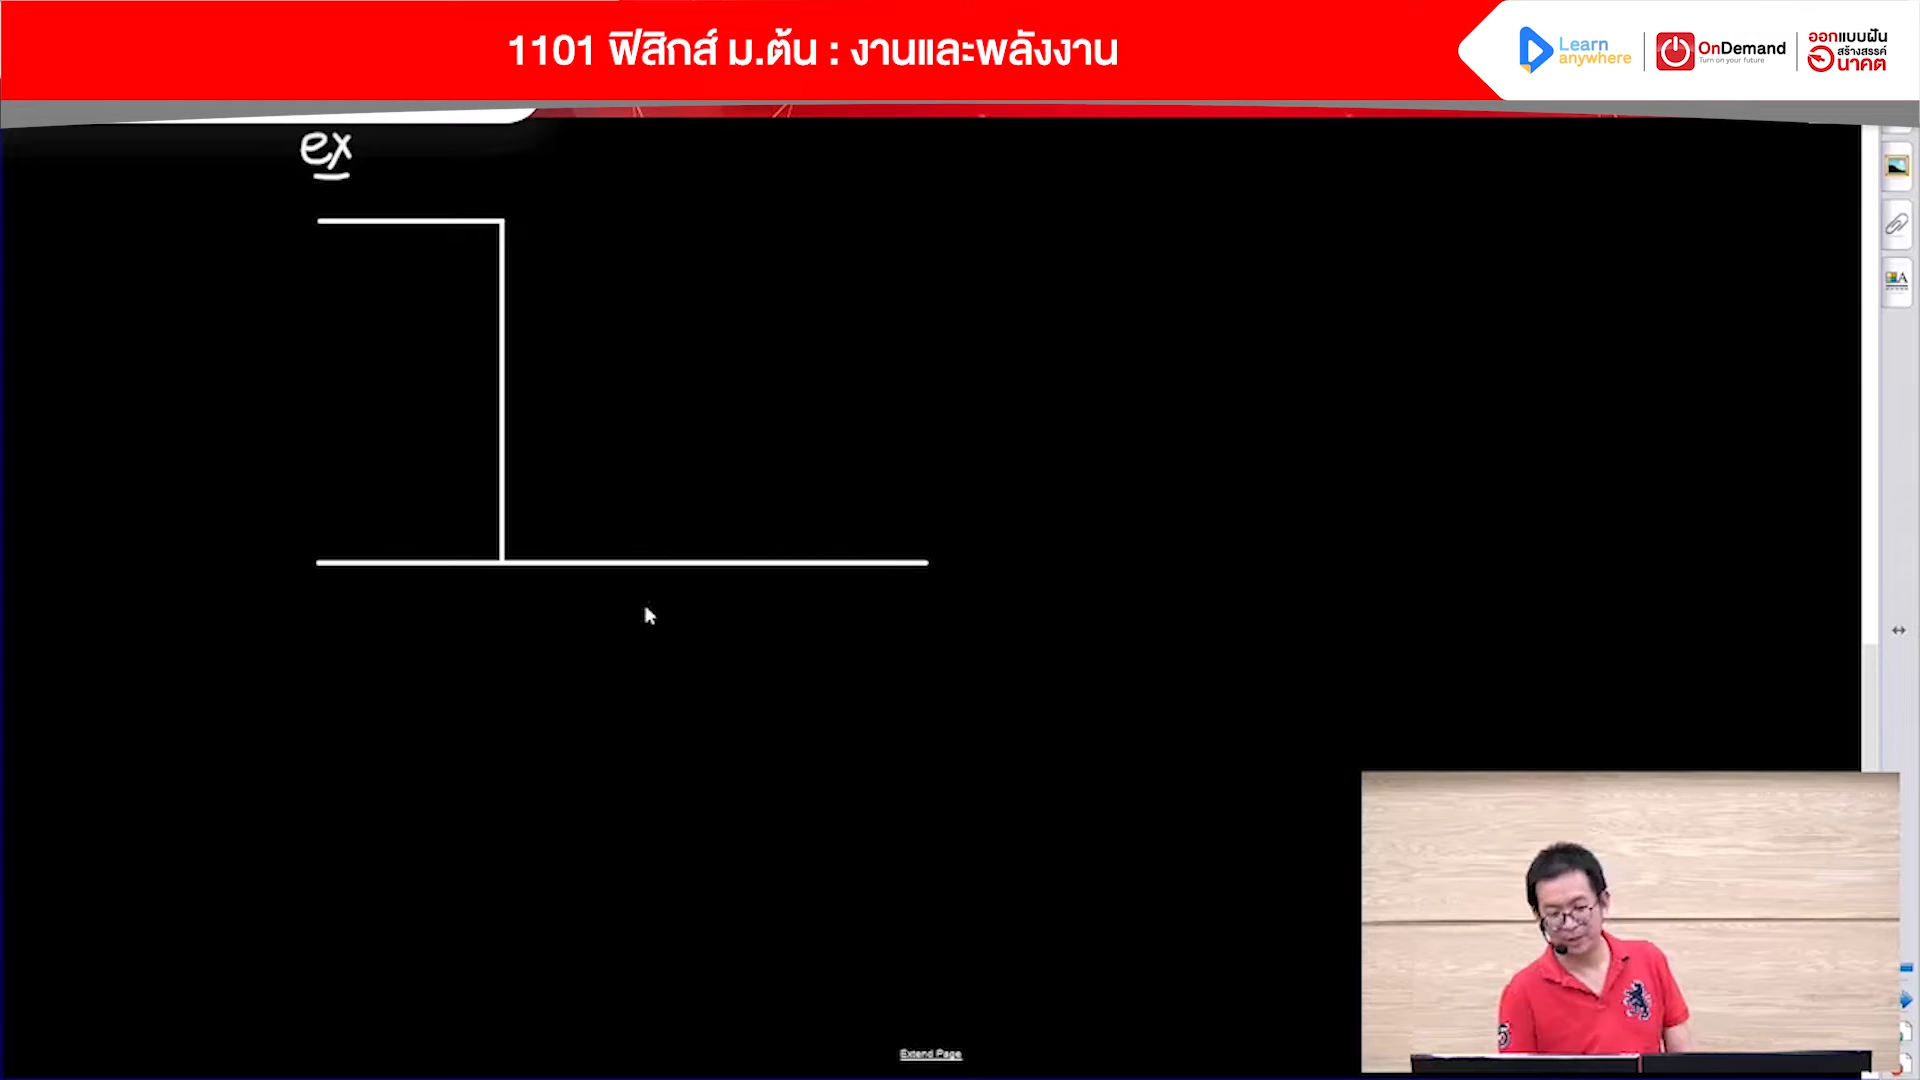 1101 ฟิสิกส์ ม.ต้น : งานและพลังงาน
Learn
anywhere
OnDemand
Turn on your future
ออกแบบฝัน
สร้างสรรค์
อนาคต
ex
Extend Page